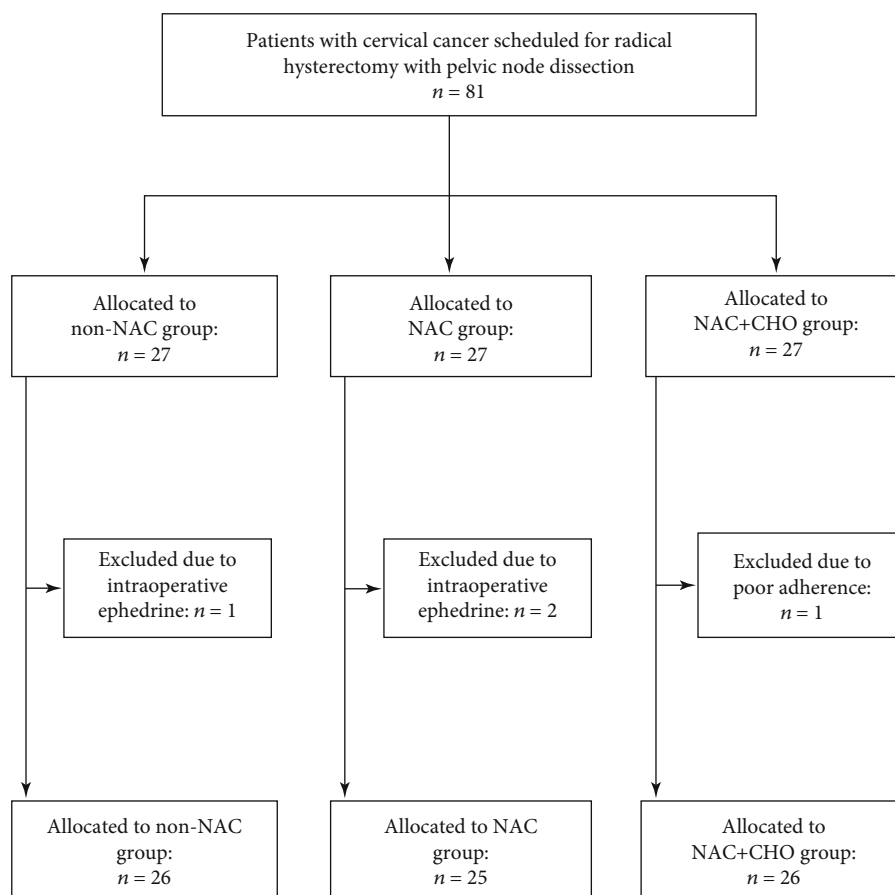 Patients with cervical cancer scheduled for radical
hysterectomy with pelvic node dissection
n = 81
Allocated to
non-NAC group:
n = 27
Allocated to
NAC group:
n = 27
Allocated to
NAC+CHO group:
n = 27
Excluded due to
intraoperative
ephedrine: n = 1
Excluded due to
intraoperative
ephedrine: n = 2
Excluded due to
poor adherence:
n = 1
Allocated to non-NAC
group:
n = 26
Allocated to NAC
group:
n = 25
Allocated to
NAC+CHO group:
n = 26